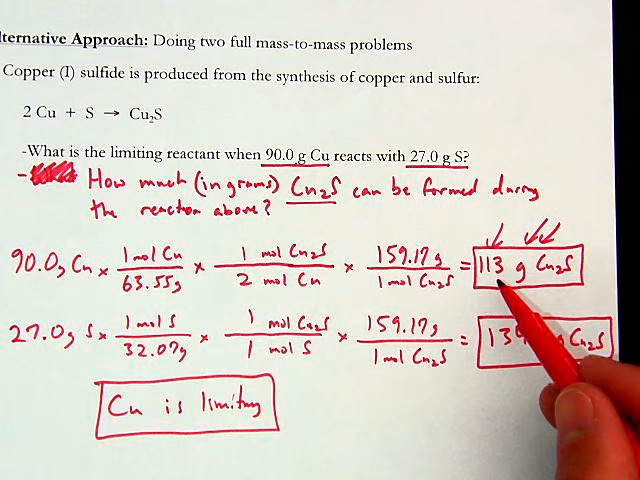 lternative Approach: Doing two full mass-to-mass problems
Copper (I) sulfide is produced from the synthesis of copper and sulfur:
2 Cu + S → Cu₂S
-What is the limiting reactant when 90.0 g Cu reacts with 27.0 g S?
- How much (in grams) Cu₂S can be formed during
the reaction above?
90.0g Cu × 1 mol Cu / 63.55g × 1 mol Cu₂S / 2 mol Cu × 159.17g / 1 mol Cu₂S = 113 g Cu₂S
27.0g S × 1 mol S / 32.07g × 1 mol Cu₂S / 1 mol S × 159.17g / 1 mol Cu₂S = 13 g Cu₂S
Cu is limiting